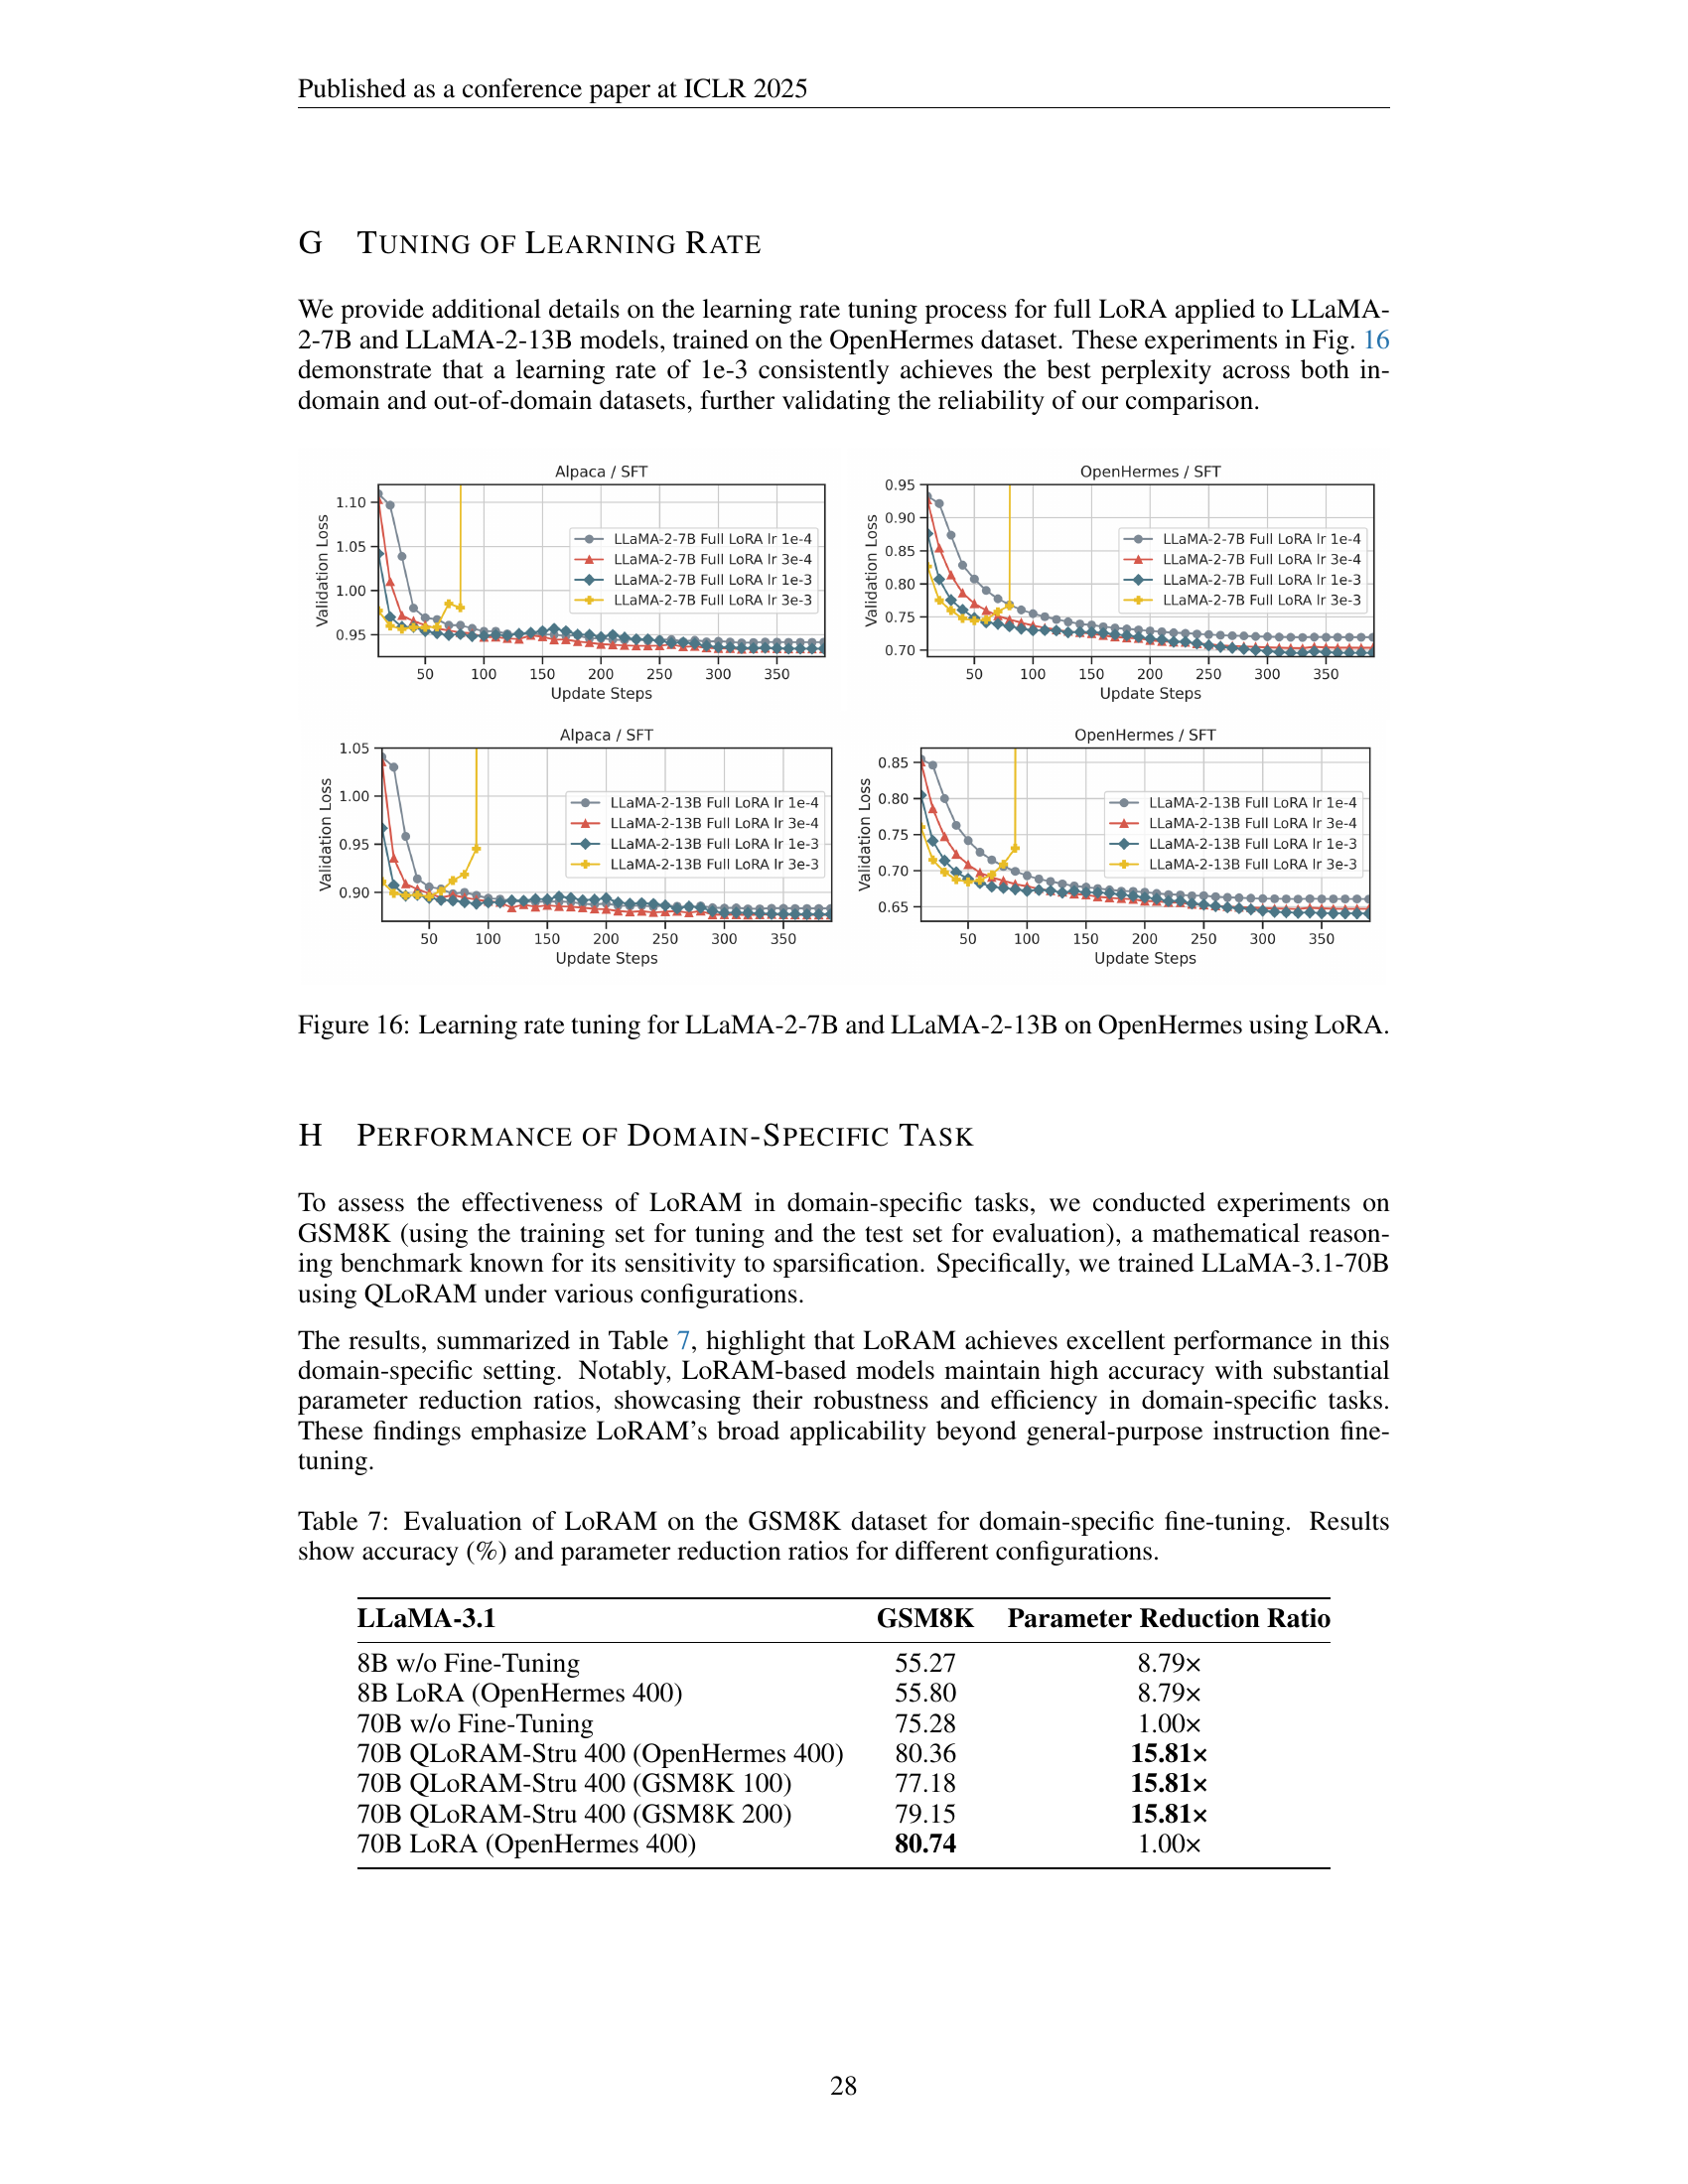 Published as a conference paper at ICLR 2025
G TUNING OF LEARNING RATE
We provide additional details on the learning rate tuning process for full LoRA applied to LLaMA-
2-7B and LLaMA-2-13B models, trained on the OpenHermes dataset. These experiments in Fig. 16
demonstrate that a learning rate of 1e-3 consistently achieves the best perplexity across both in-
domain and out-of-domain datasets, further validating the reliability of our comparison.
Alpaca / SFT
Validation Loss
1.10
1.05
1.00
0.95
LLaMA-2-7B Full LoRA lr 1e-4
LLaMA-2-7B Full LoRA lr 3e-4
LLaMA-2-7B Full LoRA lr 1e-3
LLaMA-2-7B Full LoRA lr 3e-3
50 100 150 200 250 300 350
Update Steps
OpenHermes / SFT
Validation Loss
0.95
0.90
0.85
0.80
0.75
0.70
LLaMA-2-7B Full LoRA lr 1e-4
LLaMA-2-7B Full LoRA lr 3e-4
LLaMA-2-7B Full LoRA lr 1e-3
LLaMA-2-7B Full LoRA lr 3e-3
50 100 150 200 250 300 350
Update Steps
Alpaca / SFT
Validation Loss
1.05
1.00
0.95
0.90
LLaMA-2-13B Full LoRA lr 1e-4
LLaMA-2-13B Full LoRA lr 3e-4
LLaMA-2-13B Full LoRA lr 1e-3
LLaMA-2-13B Full LoRA lr 3e-3
50 100 150 200 250 300 350
Update Steps
OpenHermes / SFT
Validation Loss
0.85
0.80
0.75
0.70
0.65
LLaMA-2-13B Full LoRA lr 1e-4
LLaMA-2-13B Full LoRA lr 3e-4
LLaMA-2-13B Full LoRA lr 1e-3
LLaMA-2-13B Full LoRA lr 3e-3
50 100 150 200 250 300 350
Update Steps
Figure 16: Learning rate tuning for LLaMA-2-7B and LLaMA-2-13B on OpenHermes using LoRA.
H PERFORMANCE OF DOMAIN-SPECIFIC TASK
To assess the effectiveness of LoRAM in domain-specific tasks, we conducted experiments on
GSM8K (using the training set for tuning and the test set for evaluation), a mathematical reason-
ing benchmark known for its sensitivity to sparsification. Specifically, we trained LLaMA-3.1-70B
using QLoRAM under various configurations.
The results, summarized in Table 7, highlight that LoRAM achieves excellent performance in this
domain-specific setting. Notably, LoRAM-based models maintain high accuracy with substantial
parameter reduction ratios, showcasing their robustness and efficiency in domain-specific tasks.
These findings emphasize LoRAM's broad applicability beyond general-purpose instruction fine-
tuning.
Table 7: Evaluation of LoRAM on the GSM8K dataset for domain-specific fine-tuning. Results
show accuracy (%) and parameter reduction ratios for different configurations.
LLaMA-3.1 GSM8K Parameter Reduction Ratio
8B w/o Fine-Tuning 55.27 8.79×
8B LoRA (OpenHermes 400) 55.80 8.79×
70B w/o Fine-Tuning 75.28 1.00×
70B QLoRAM-Stru 400 (OpenHermes 400) 80.36 15.81×
70B QLoRAM-Stru 400 (GSM8K 100) 77.18 15.81×
70B QLoRAM-Stru 400 (GSM8K 200) 79.15 15.81×
70B LoRA (OpenHermes 400) 80.74 1.00×
28